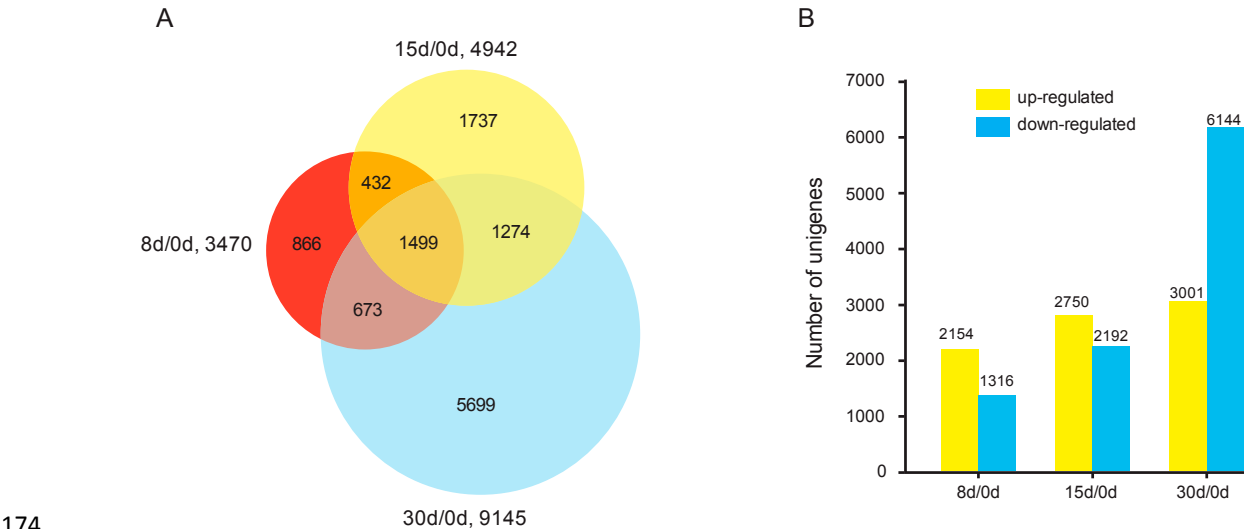 A
15d/0d, 4942
1737
432
8d/0d, 3470
866
1499
1274
673
5699
30d/0d, 9145
174
B
Number of unigenes
7000
6000
5000
4000
3000
2000
1000
0
up-regulated
down-regulated
2154
1316
2750
2192
3001
6144
8d/0d
15d/0d
30d/0d